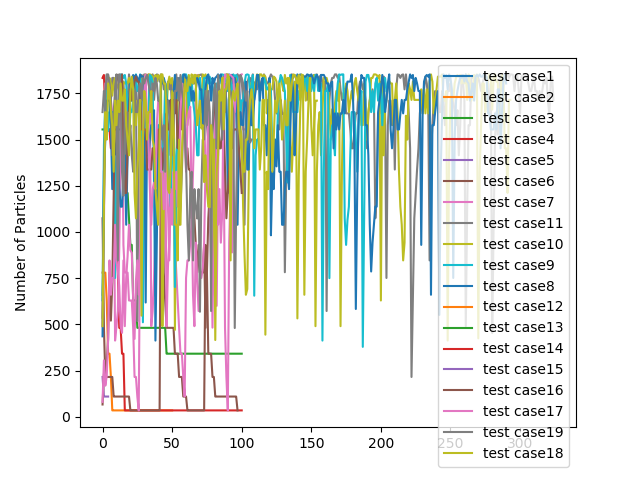 Number of Particles
1750
1500
1250
1000
750
500
250
0
0
50
100
150
200
250
300
test case1
test case2
test case3
test case4
test case5
test case6
test case7
test case11
test case10
test case9
test case8
test case12
test case13
test case14
test case15
test case16
test case17
test case19
test case18